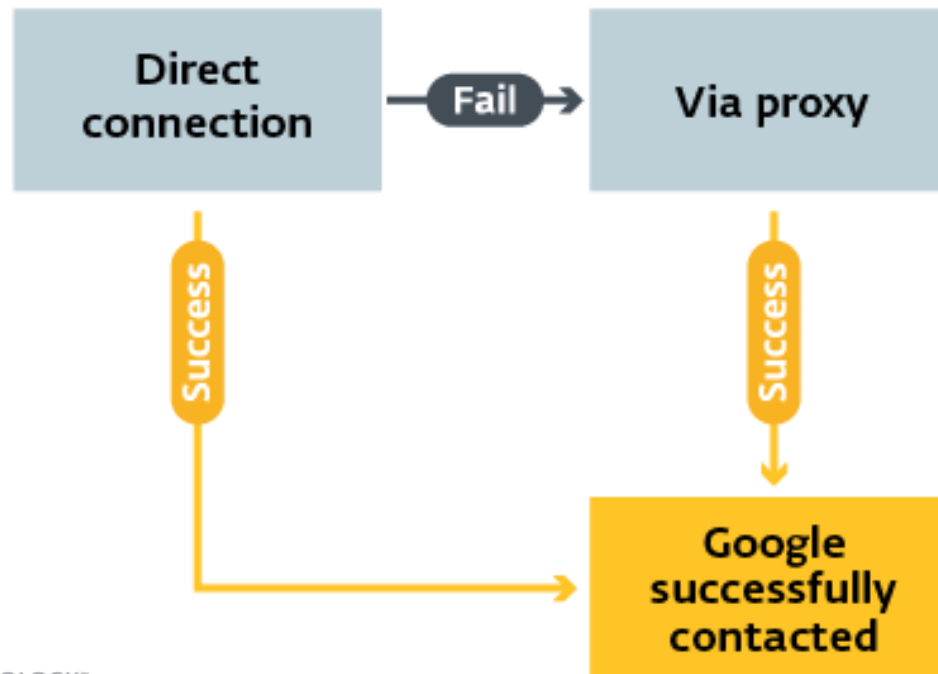 Direct
connection
Fail
Via proxy
Success
Success
Google
successfully
contacted